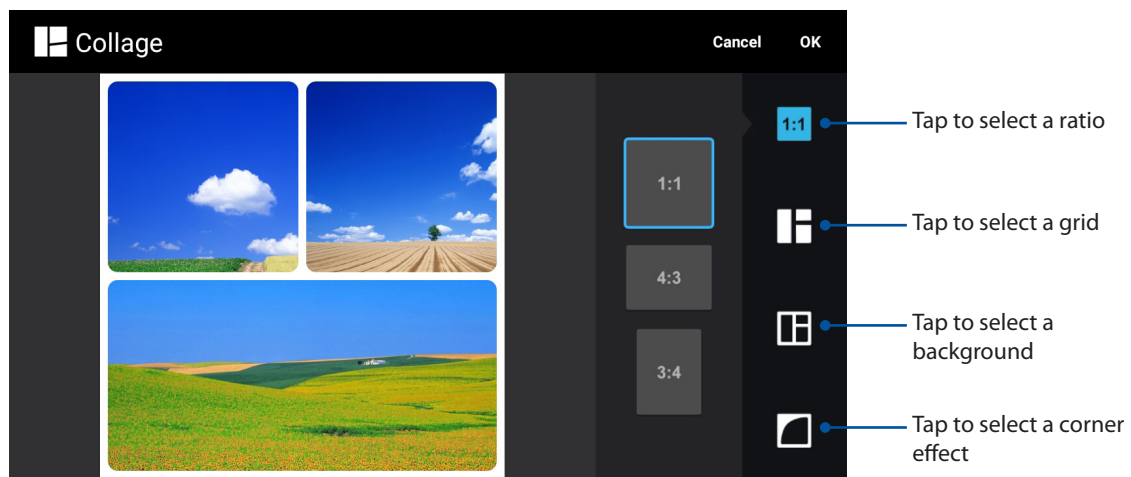 Collage
Cancel OK
1:1
1:1
4:3
3:4
Tap to select a ratio
Tap to select a grid
Tap to select a
background
Tap to select a corner
effect